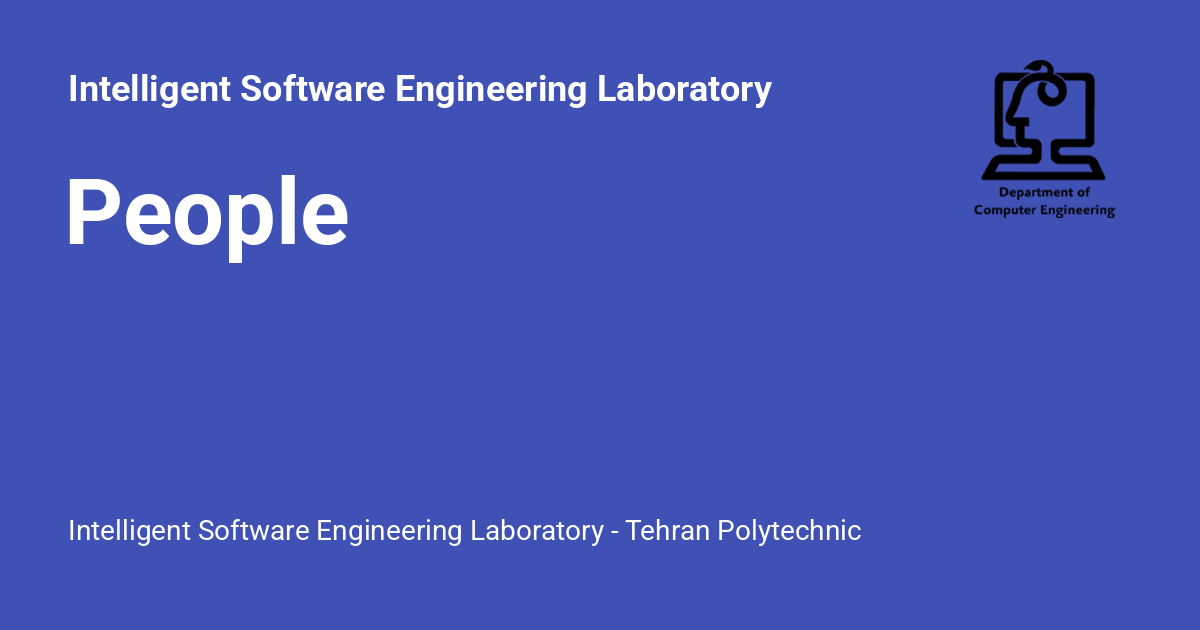 Intelligent Software Engineering Laboratory
People
Department of
Computer Engineering
Intelligent Software Engineering Laboratory - Tehran Polytechnic